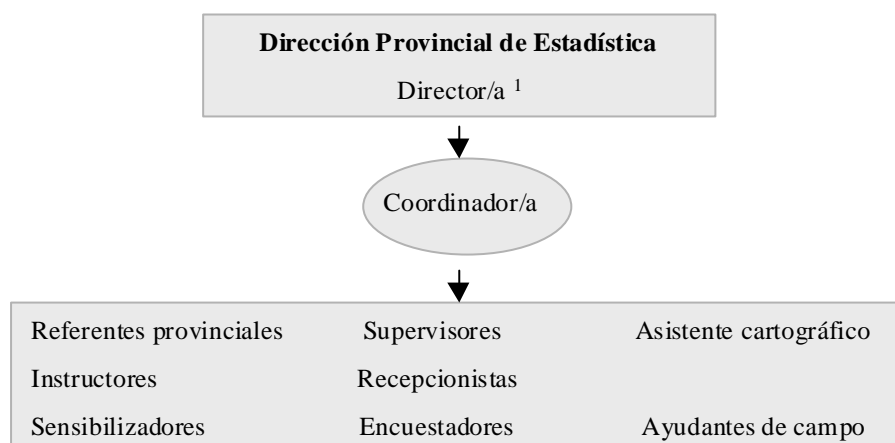 Dirección Provincial de Estadística
Director/a ¹
Coordinador/a
Referentes provinciales Supervisores Asistente cartográfico
Instructores Recepcionistas
Sensibilizadores Encuestadores Ayudantes de campo